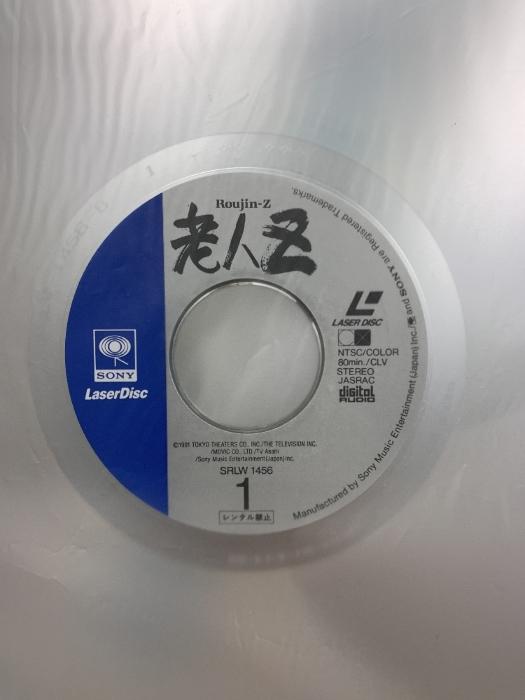 Roujin-Z
老人Z
SONY
LaserDisc
LASER DISC
NTSC/COLOR
80min./CLV
STEREO
JASRAC
digital
AUDIO
©1991 TOKYO THEATERS CO., INC./THE TELEVISION INC.
/MOVIC CO., LTD./TV Asahi
/Sony Music Entertainment(Japan)Inc.
SRLW 1456
1
レンタル禁止
Manufactured by Sony Music Entertainment (Japan) Inc./ and SONY are Registered Trademarks.